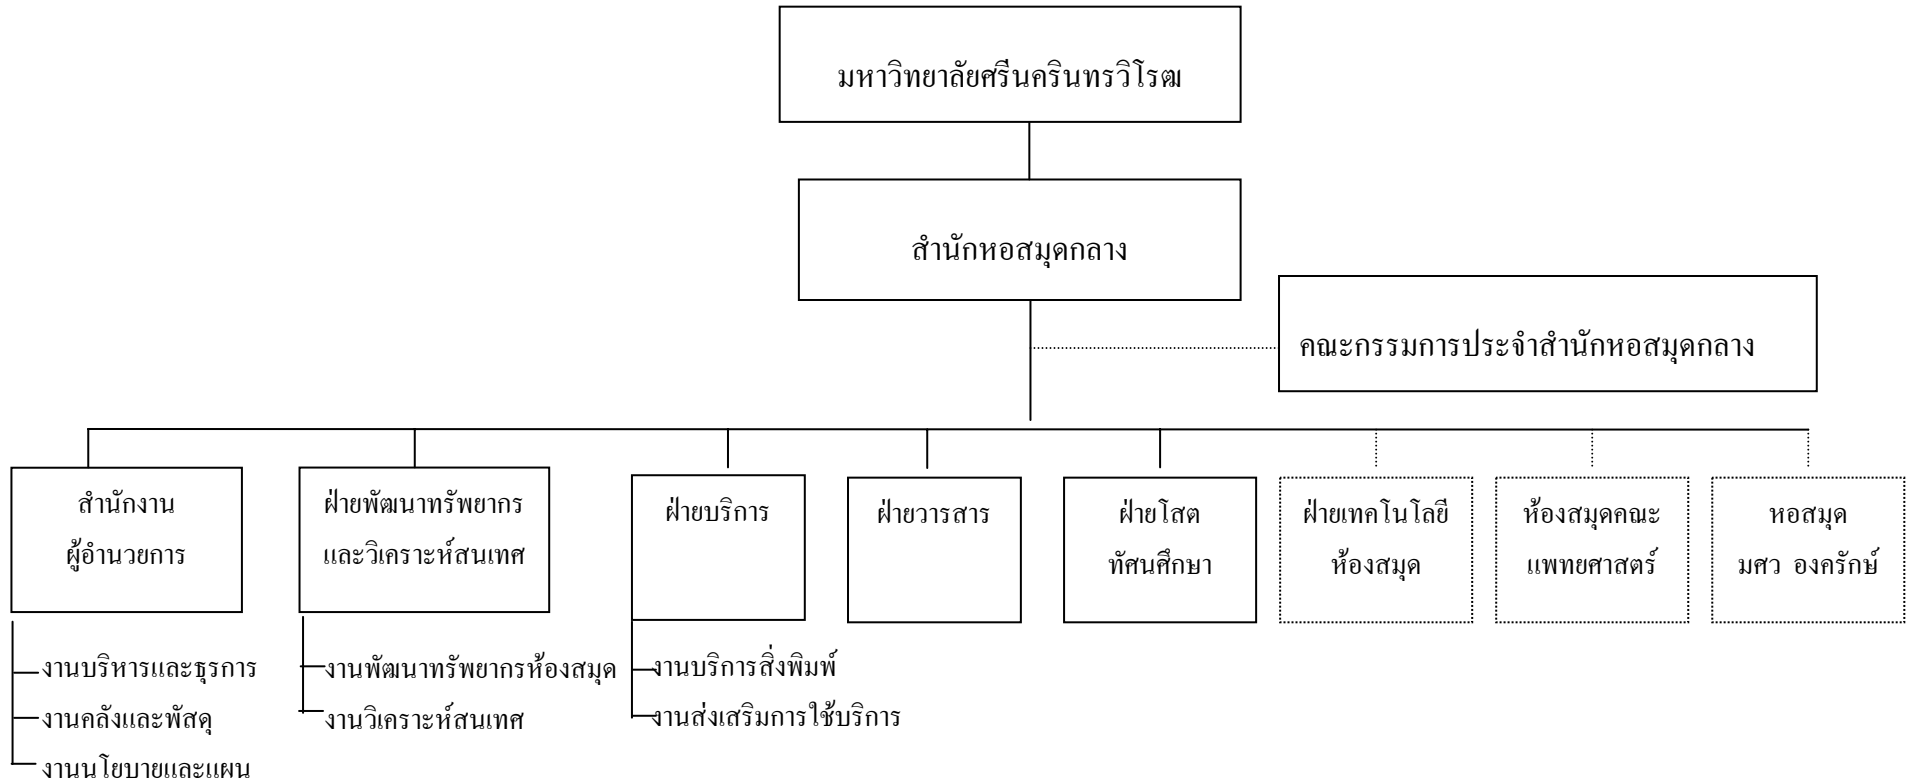 มหาวิทยาลัยศรีนครินทรวิโรฒ
สำนักหอสมุดกลาง
คณะกรรมการประจำสำนักหอสมุดกลาง
สำนักงาน
ผู้อำนวยการ
ฝ่ายพัฒนาทรัพยากร
และวิเคราะห์สนเทศ
ฝ่ายบริการ
ฝ่ายวารสาร
ฝ่ายโสต
ทัศนศึกษา
ฝ่ายเทคโนโลยี
ห้องสมุด
ห้องสมุดคณะ
แพทยศาสตร์
หอสมุด
มศว องครักษ์
งานบริหารและธุรการ
งานคลังและพัสดุ
งานนโยบายและแผน
งานพัฒนาทรัพยากรห้องสมุด
งานวิเคราะห์สนเทศ
งานบริการสิ่งพิมพ์
งานส่งเสริมการใช้บริการ